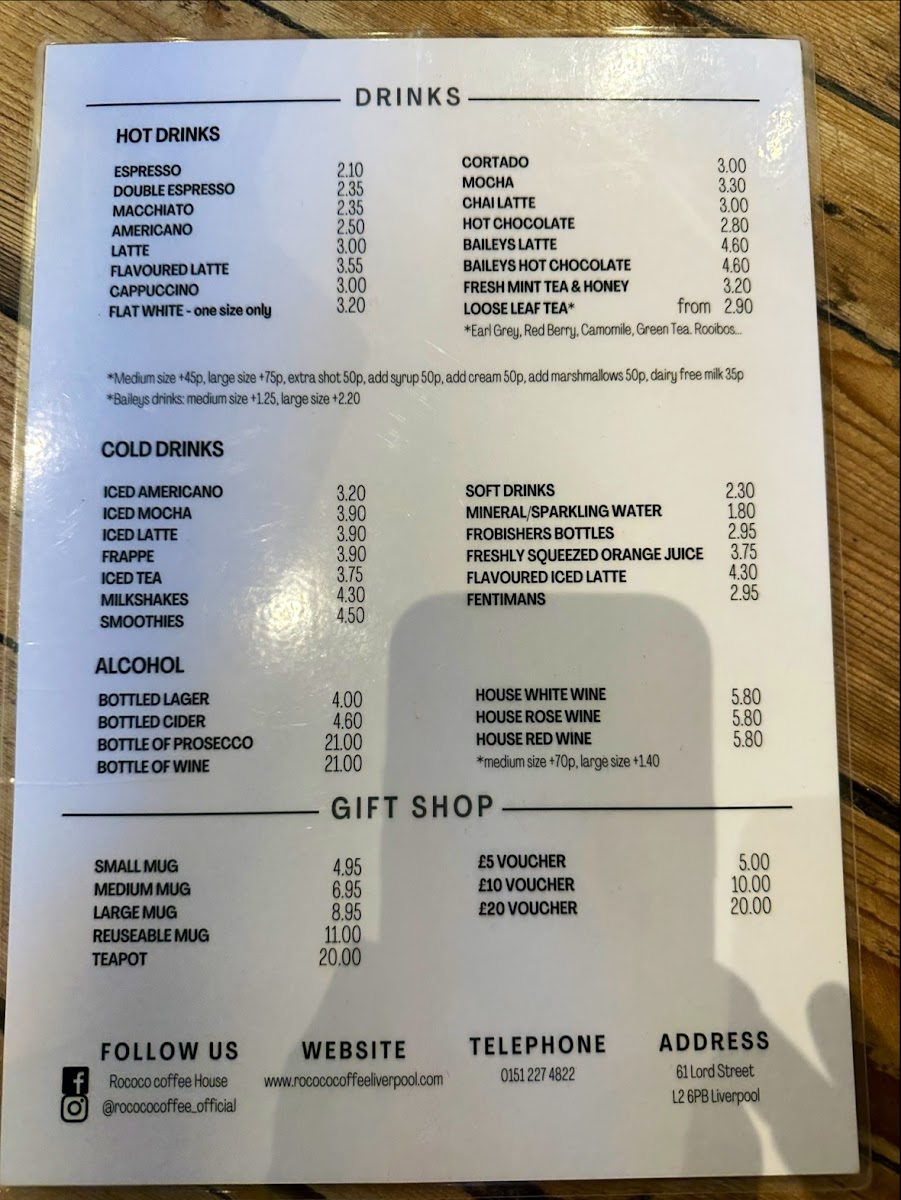 DRINKS
HOT DRINKS
ESPRESSO 2.10
DOUBLE ESPRESSO 2.35
MACCHIATO 2.35
AMERICANO 2.50
LATTE 3.00
FLAVOURED LATTE 3.55
CAPPUCCINO 3.00
FLAT WHITE - one size only 3.20
CORTADO 3.00
MOCHA 3.30
CHAI LATTE 3.00
HOT CHOCOLATE 2.80
BAILEYS LATTE 4.60
BAILEYS HOT CHOCOLATE 4.60
FRESH MINT TEA & HONEY 3.20
LOOSE LEAF TEA* from 2.90
*Earl Grey, Red Berry, Camomile, Green Tea. Rooibos...
*Medium size +45p, large size +75p, extra shot 50p, add syrup 50p, add cream 50p, add marshmallows 50p, dairy free milk 35p
*Baileys drinks: medium size +1.25, large size +2.20
COLD DRINKS
ICED AMERICANO 3.20
ICED MOCHA 3.90
ICED LATTE 3.90
FRAPPE 3.90
ICED TEA 3.75
MILKSHAKES 4.30
SMOOTHIES 4.50
SOFT DRINKS 2.30
MINERAL/SPARKLING WATER 1.80
FROBISHERS BOTTLES 2.95
FRESHLY SQUEEZED ORANGE JUICE 3.75
FLAVOURED ICED LATTE 4.30
FENTIMANS 2.95
ALCOHOL
BOTTLED LAGER 4.00
BOTTLED CIDER 4.60
BOTTLE OF PROSECCO 21.00
BOTTLE OF WINE 21.00
HOUSE WHITE WINE 5.80
HOUSE ROSE WINE 5.80
HOUSE RED WINE 5.80
*medium size +70p, large size +1.40
GIFT SHOP
SMALL MUG 4.95
MEDIUM MUG 6.95
LARGE MUG 8.95
REUSEABLE MUG 11.00
TEAPOT 20.00
£5 VOUCHER 5.00
£10 VOUCHER 10.00
£20 VOUCHER 20.00
FOLLOW US
Rococo coffee House
@rocococoffee_official
WEBSITE
www.rocococoffeeliverpool.com
TELEPHONE
0151 227 4822
ADDRESS
61 Lord Street
L2 6PB Liverpool